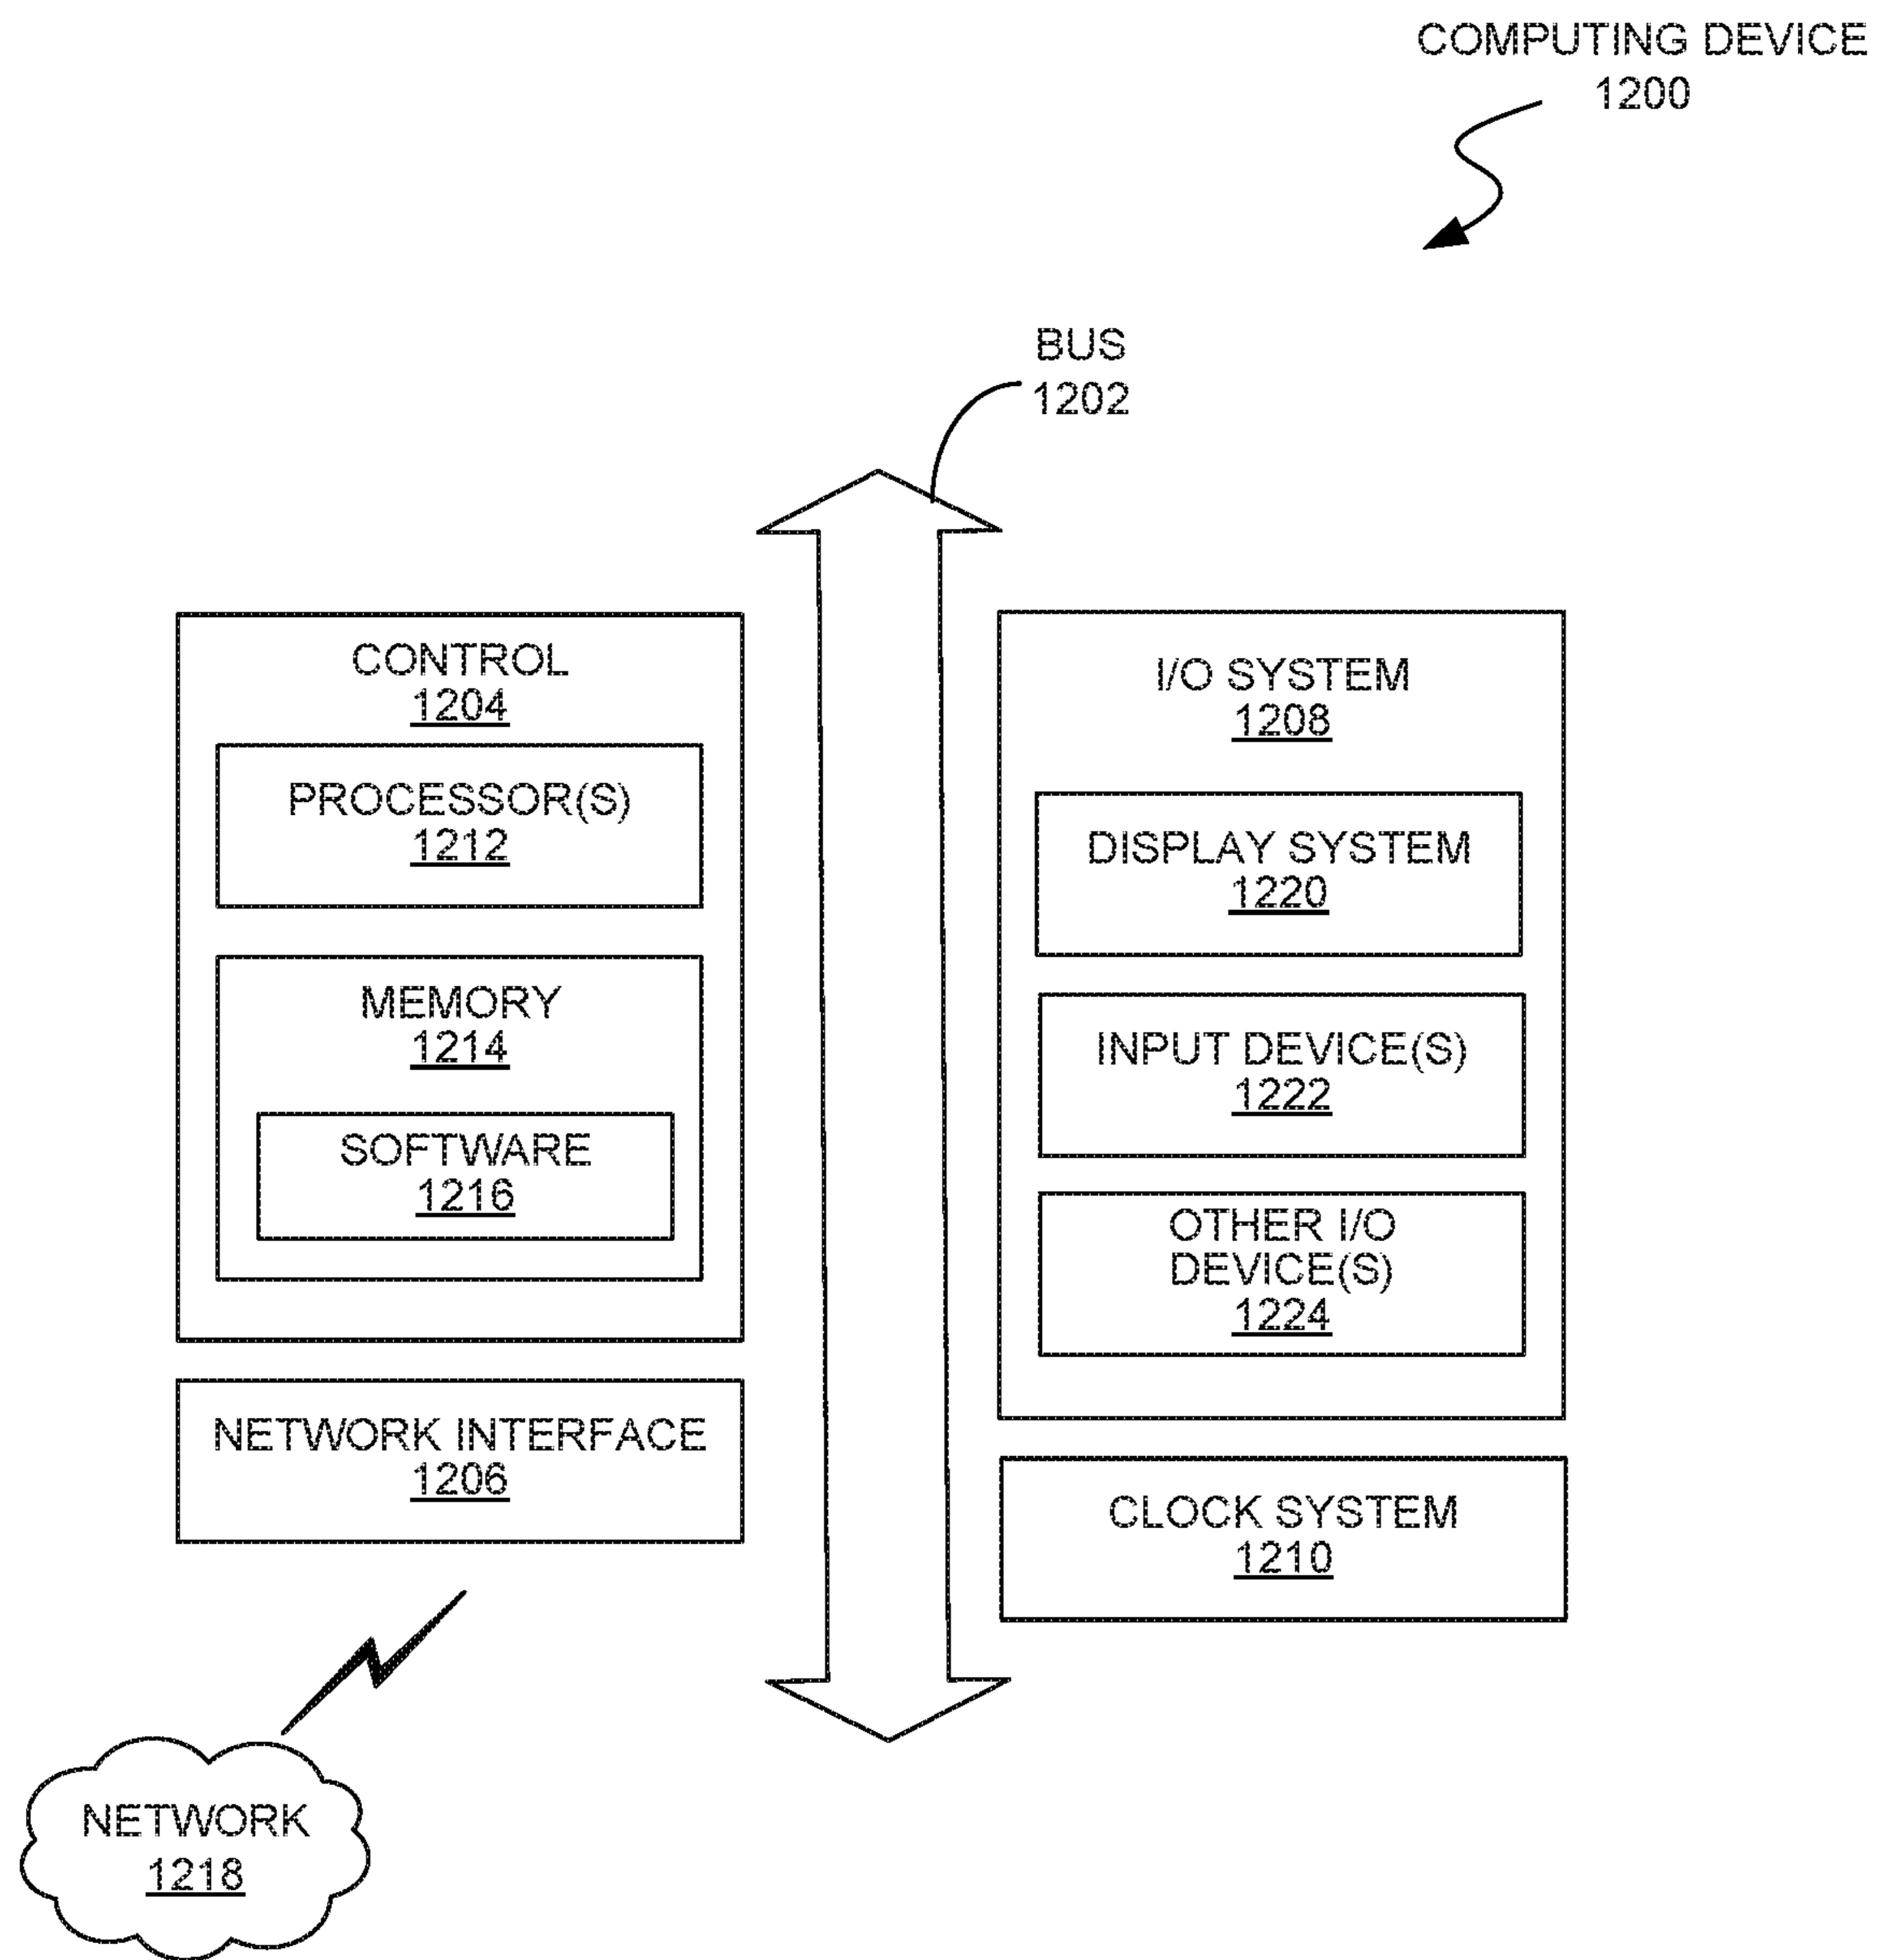 COMPUTING DEVICE
1200
BUS
1202
CONTROL
1204
PROCESSOR(S)
1212
MEMORY
1214
SOFTWARE
1216
NETWORK INTERFACE
1206
NETWORK
1218
I/O SYSTEM
1208
DISPLAY SYSTEM
1220
INPUT DEVICE(S)
1222
OTHER I/O
DEVICE(S)
1224
CLOCK SYSTEM
1210